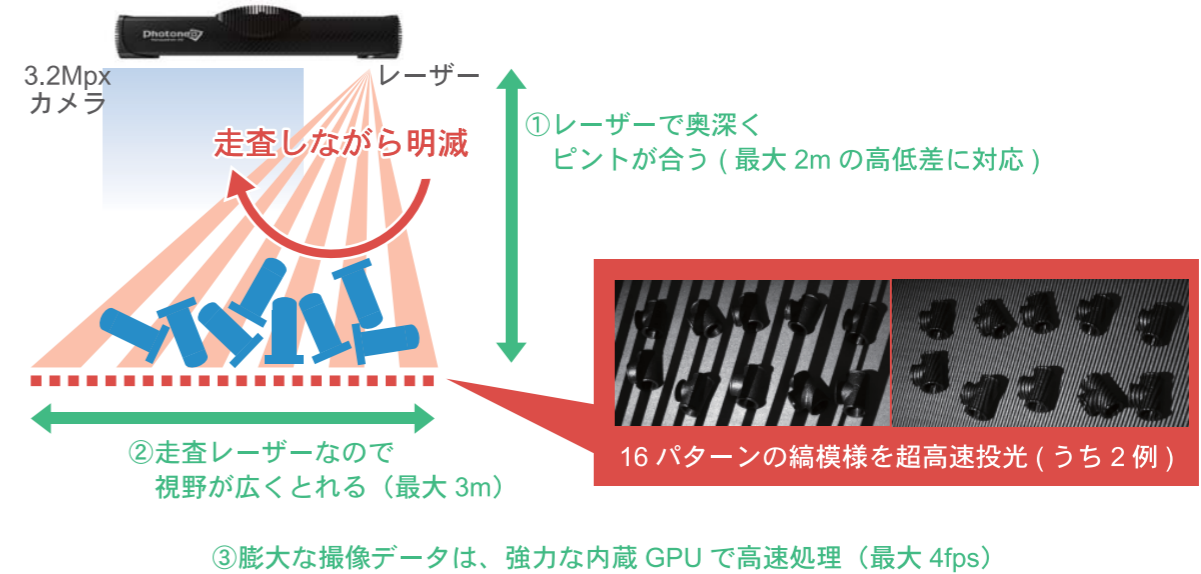 Photoneo
3.2Mpx
カメラ
レーザー
走査しながら明滅
①レーザーで奥深く
ピントが合う ( 最大 2m の高低差に対応 )
16 パターンの縞模様を超高速投光 ( うち 2 例 )
②走査レーザーなので
視野が広くとれる（最大 3m）
③膨大な撮像データは、強力な内蔵 GPU で高速処理（最大 4fps）